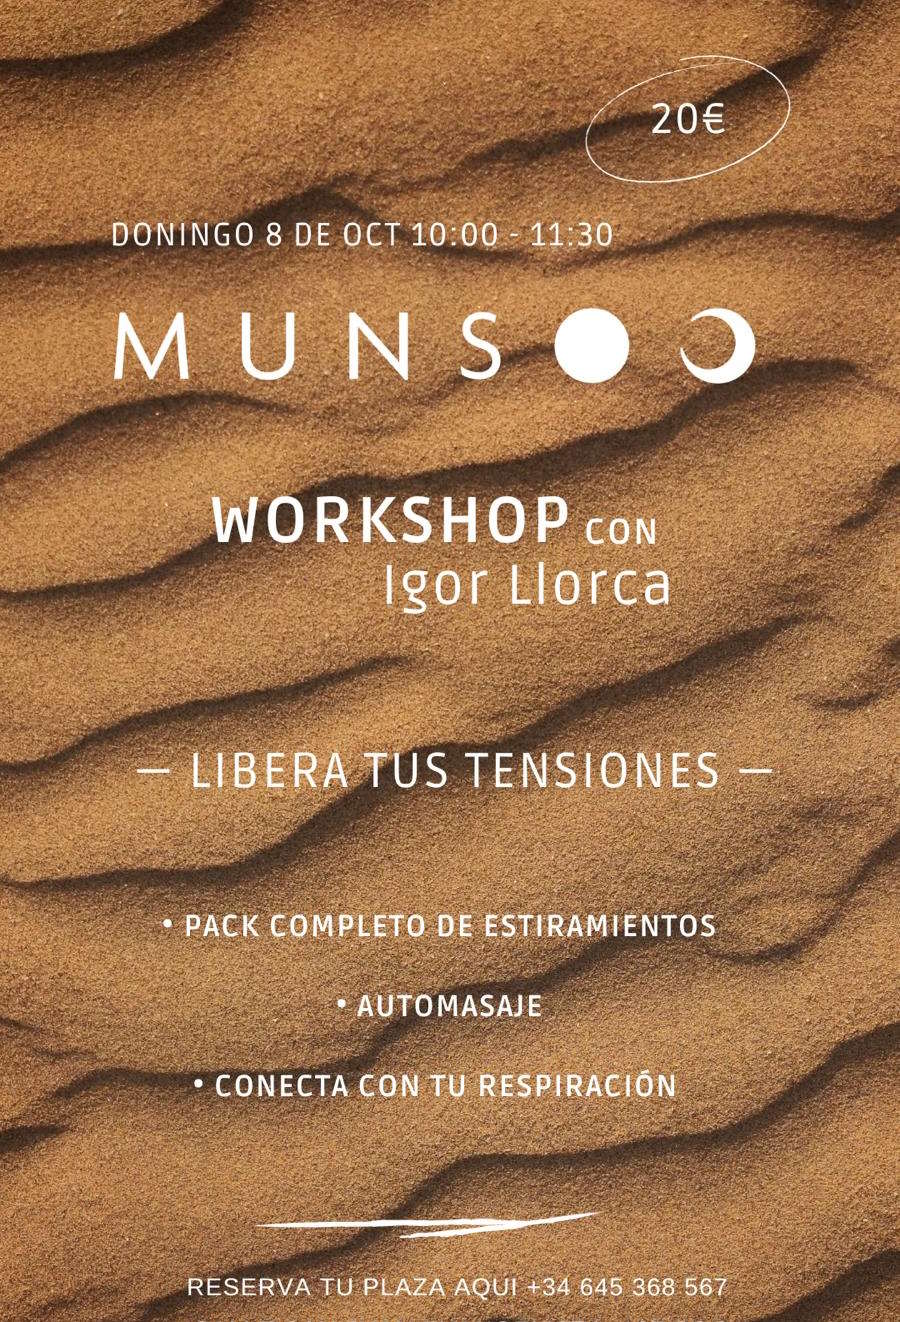 20€
DONINGO 8 DE OCT 10:00 - 11:30
MUNS
WORKSHOP CON
Igor Llorca
— LIBERA TUS TENSIONES —
• PACK COMPLETO DE ESTIRAMIENTOS
• AUTOMASAJE
• CONECTA CON TU RESPIRACIÓN
RESERVA TU PLAZA AQUI +34 645 368 567